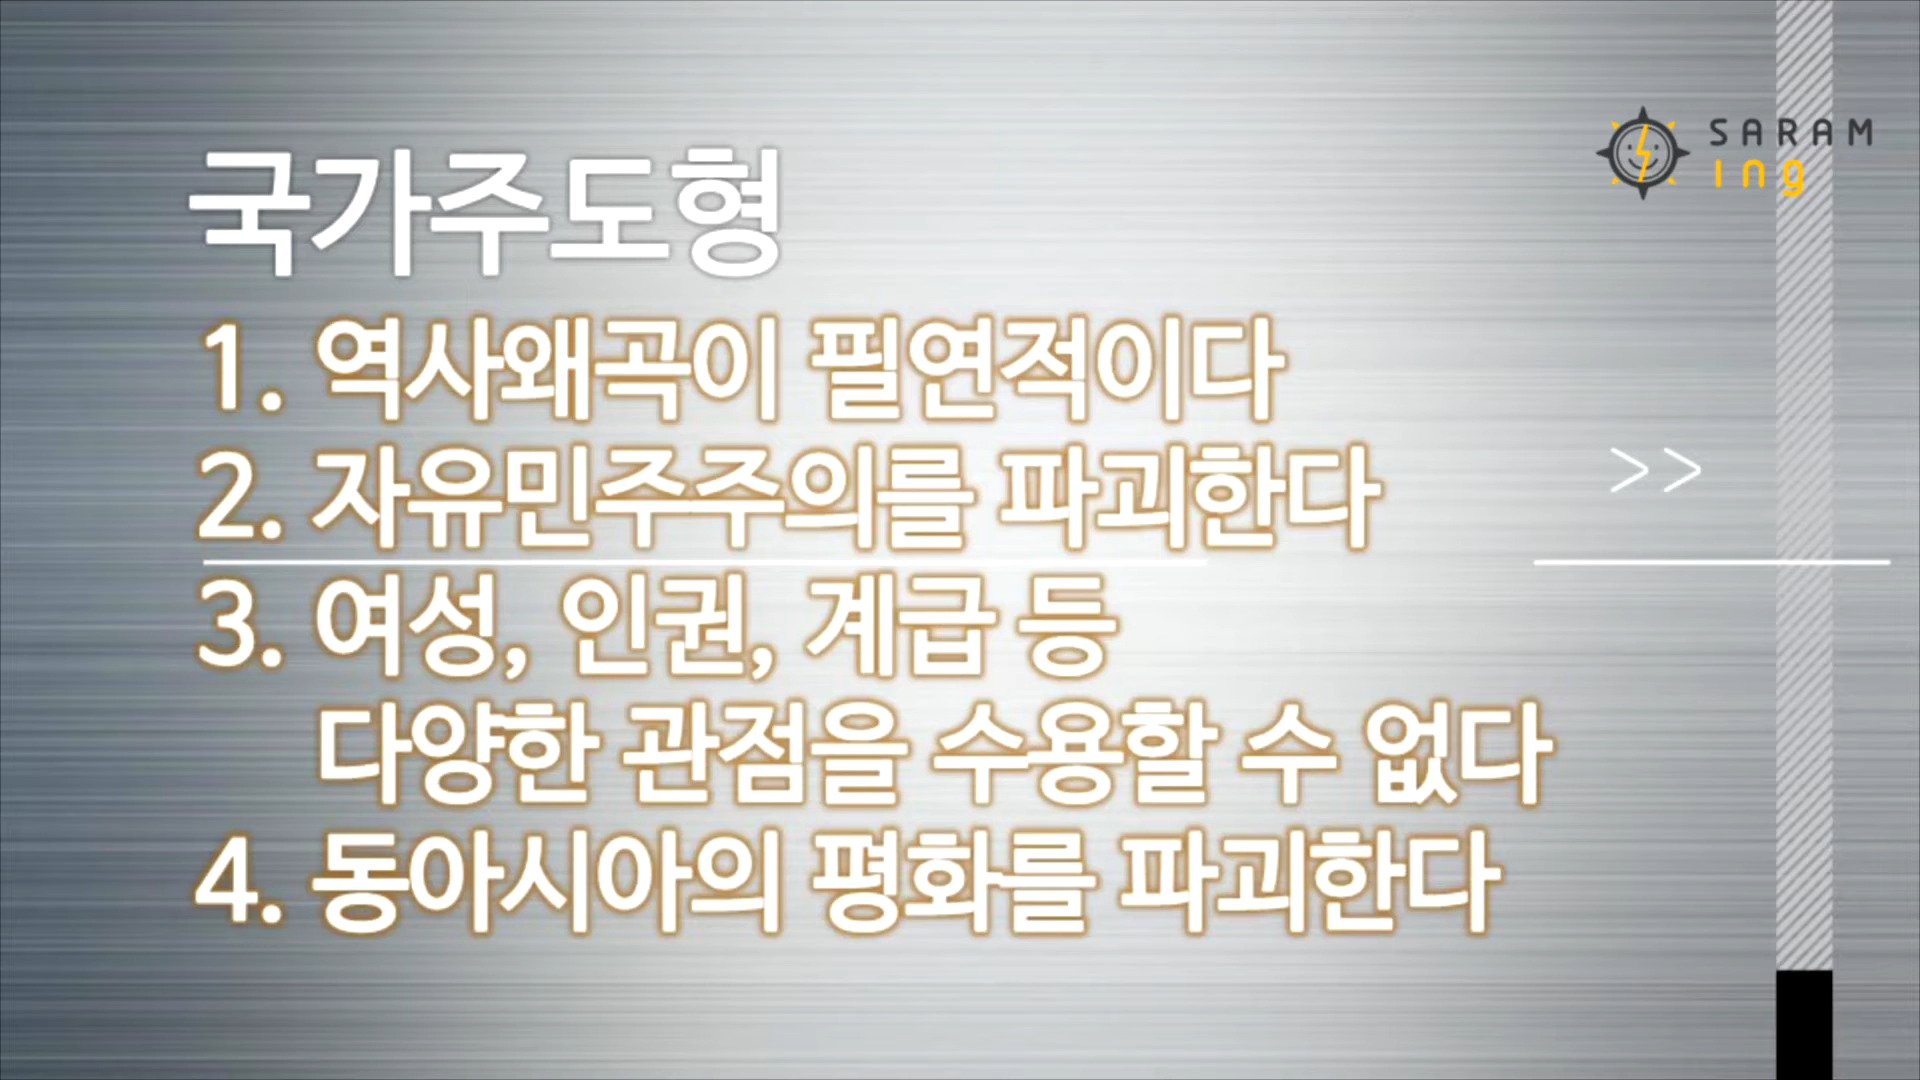 SARAM
ing
국가주도형
1. 역사왜곡이 필연적이다
2. 자유민주주의를 파괴한다
>>
3. 여성, 인권, 계급 등
다양한 관점을 수용할 수 없다
4. 동아시아의 평화를 파괴한다